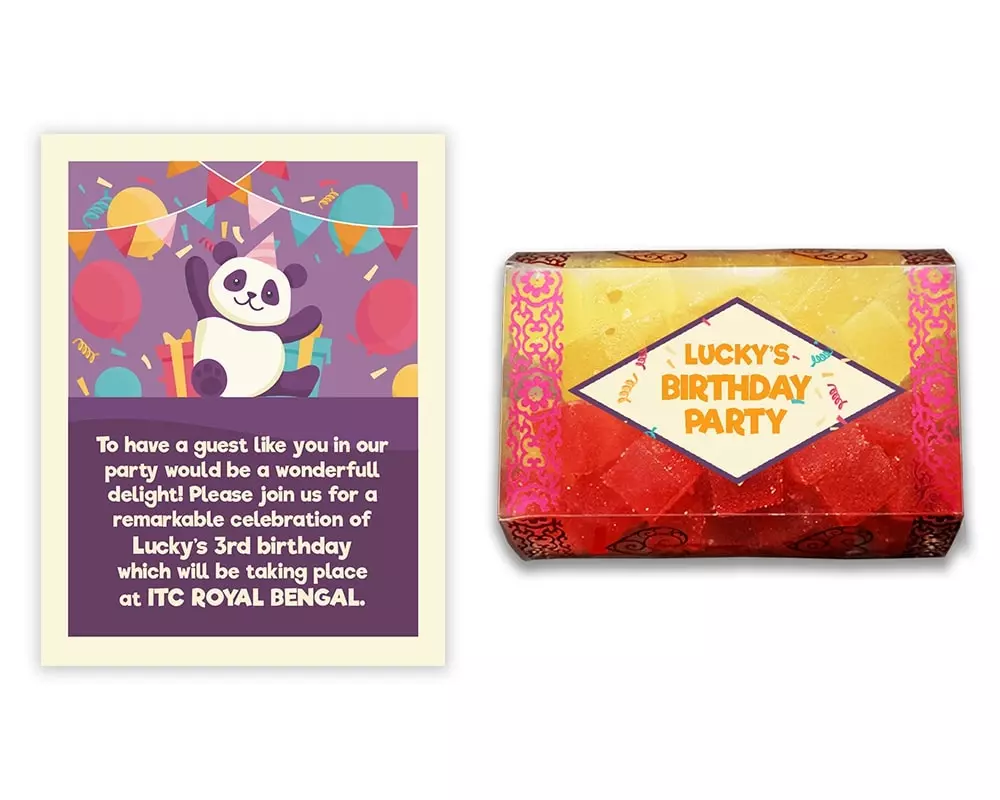 To have a guest like you in our
party would be a wonderfull
delight! Please join us for a
remarkable celebration of
Lucky's 3rd birthday
which will be taking place
at ITC ROYAL BENGAL.
LUCKY'S
BIRTHDAY
PARTY